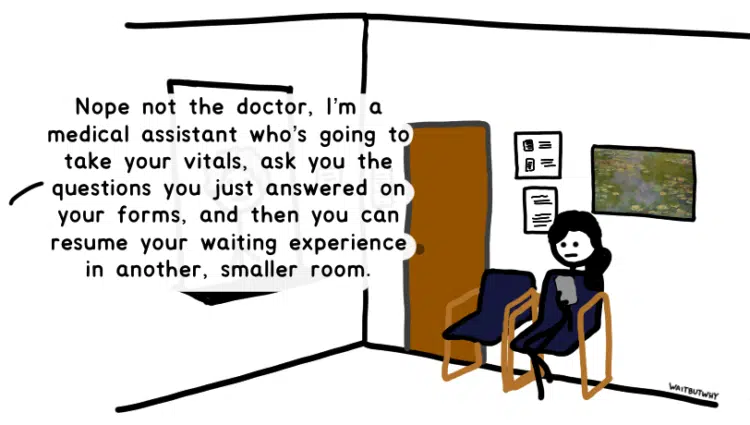 Nope not the doctor, I'm a
medical assistant who's going to
take your vitals, ask you the
questions you just answered on
your forms, and then you can
resume your waiting experience
in another, smaller room.
WAITBUTWHY